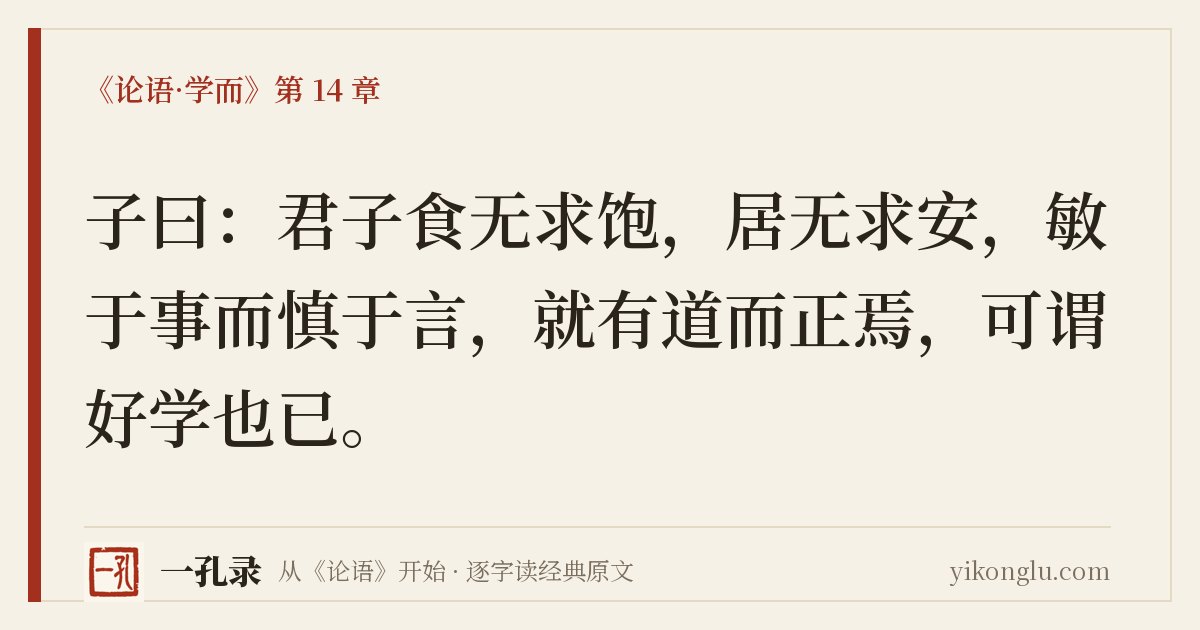 《论语·学而》第 14 章
子曰：君子食无求饱，居无求安，敏
于事而慎于言，就有道而正焉，可谓
好学也已。
一孔 一孔录 从《论语》开始 · 逐字读经典原文 yikonglu.com